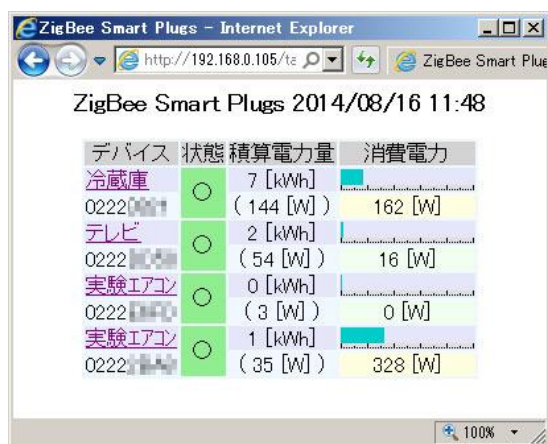 ZigBee Smart Plugs - Internet Explorer
http://192.168.0.105/ta
ZigBee Smart Plug
ZigBee Smart Plugs 2014/08/16 11:48
デバイス 状態 積算電力量 消費電力
冷蔵庫 ○ 7 [kWh]
0222 ( 144 [W] ) 162 [W]
テレビ ○ 2 [kWh]
0222 ( 54 [W] ) 16 [W]
実験エアコン ○ 0 [kWh]
0222 ( 3 [W] ) 0 [W]
実験エアコン ○ 1 [kWh]
0222 ( 35 [W] ) 328 [W]
100%